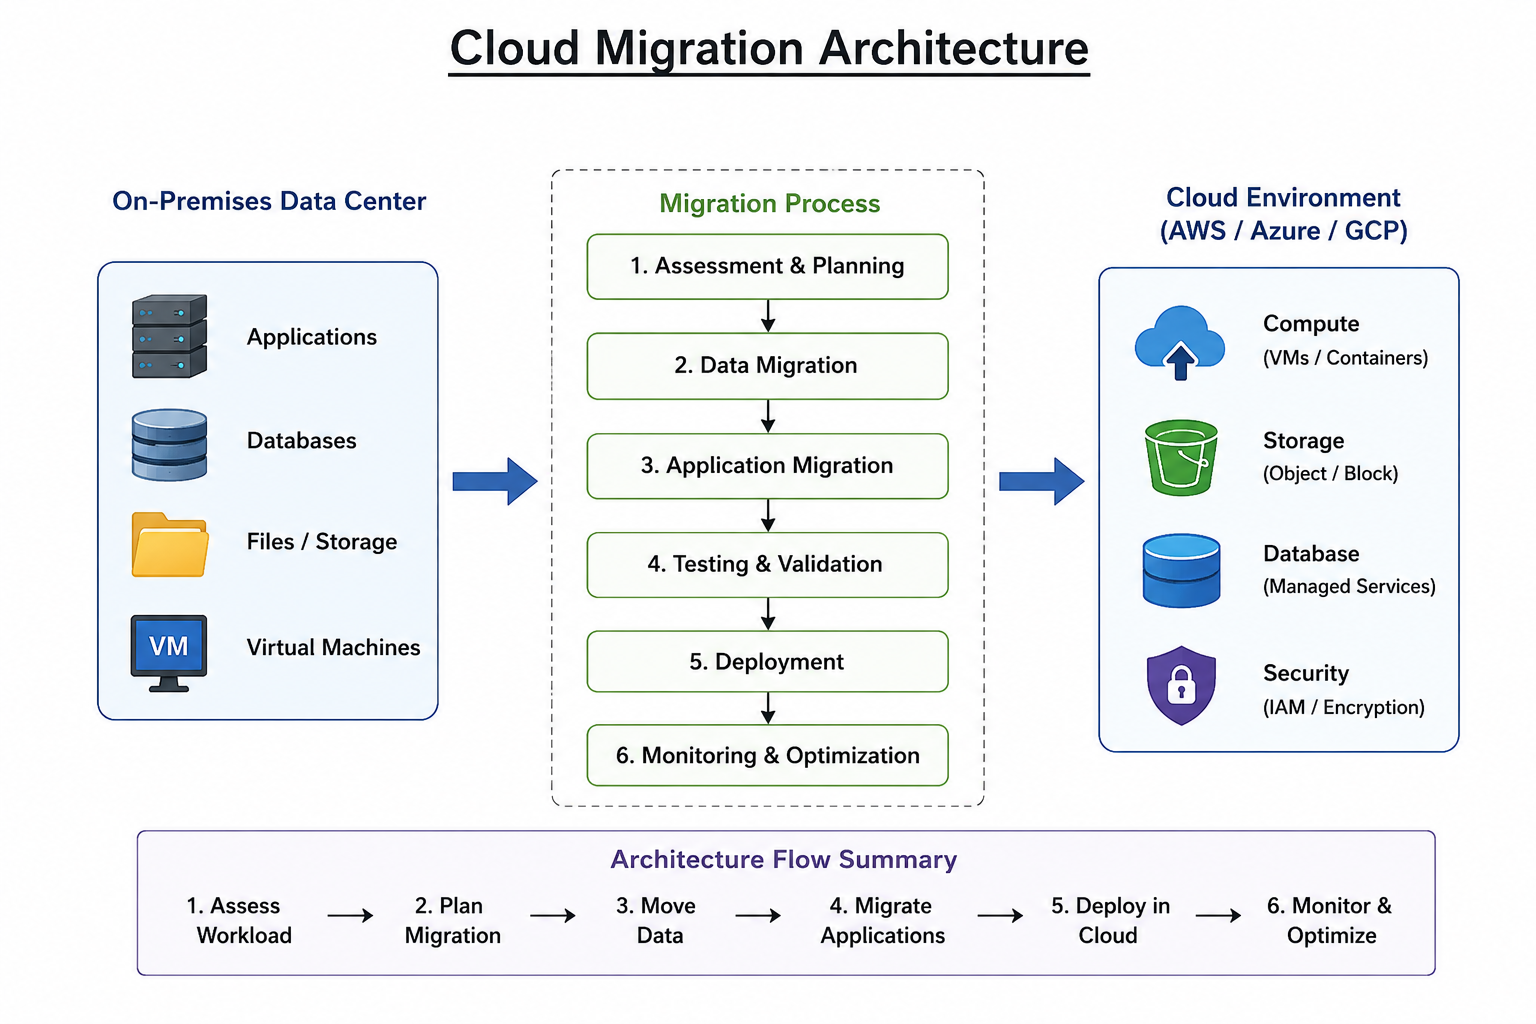 Cloud Migration Architecture
On-Premises Data Center
Applications
Databases
Files / Storage
VM
Virtual Machines
Migration Process
1. Assessment & Planning
2. Data Migration
3. Application Migration
4. Testing & Validation
5. Deployment
6. Monitoring & Optimization
Cloud Environment
(AWS / Azure / GCP)
Compute
(VMs / Containers)
Storage
(Object / Block)
Database
(Managed Services)
Security
(IAM / Encryption)
Architecture Flow Summary
1. Assess
Workload
2. Plan
Migration
3. Move
Data
4. Migrate
Applications
5. Deploy in
Cloud
6. Monitor &
Optimize